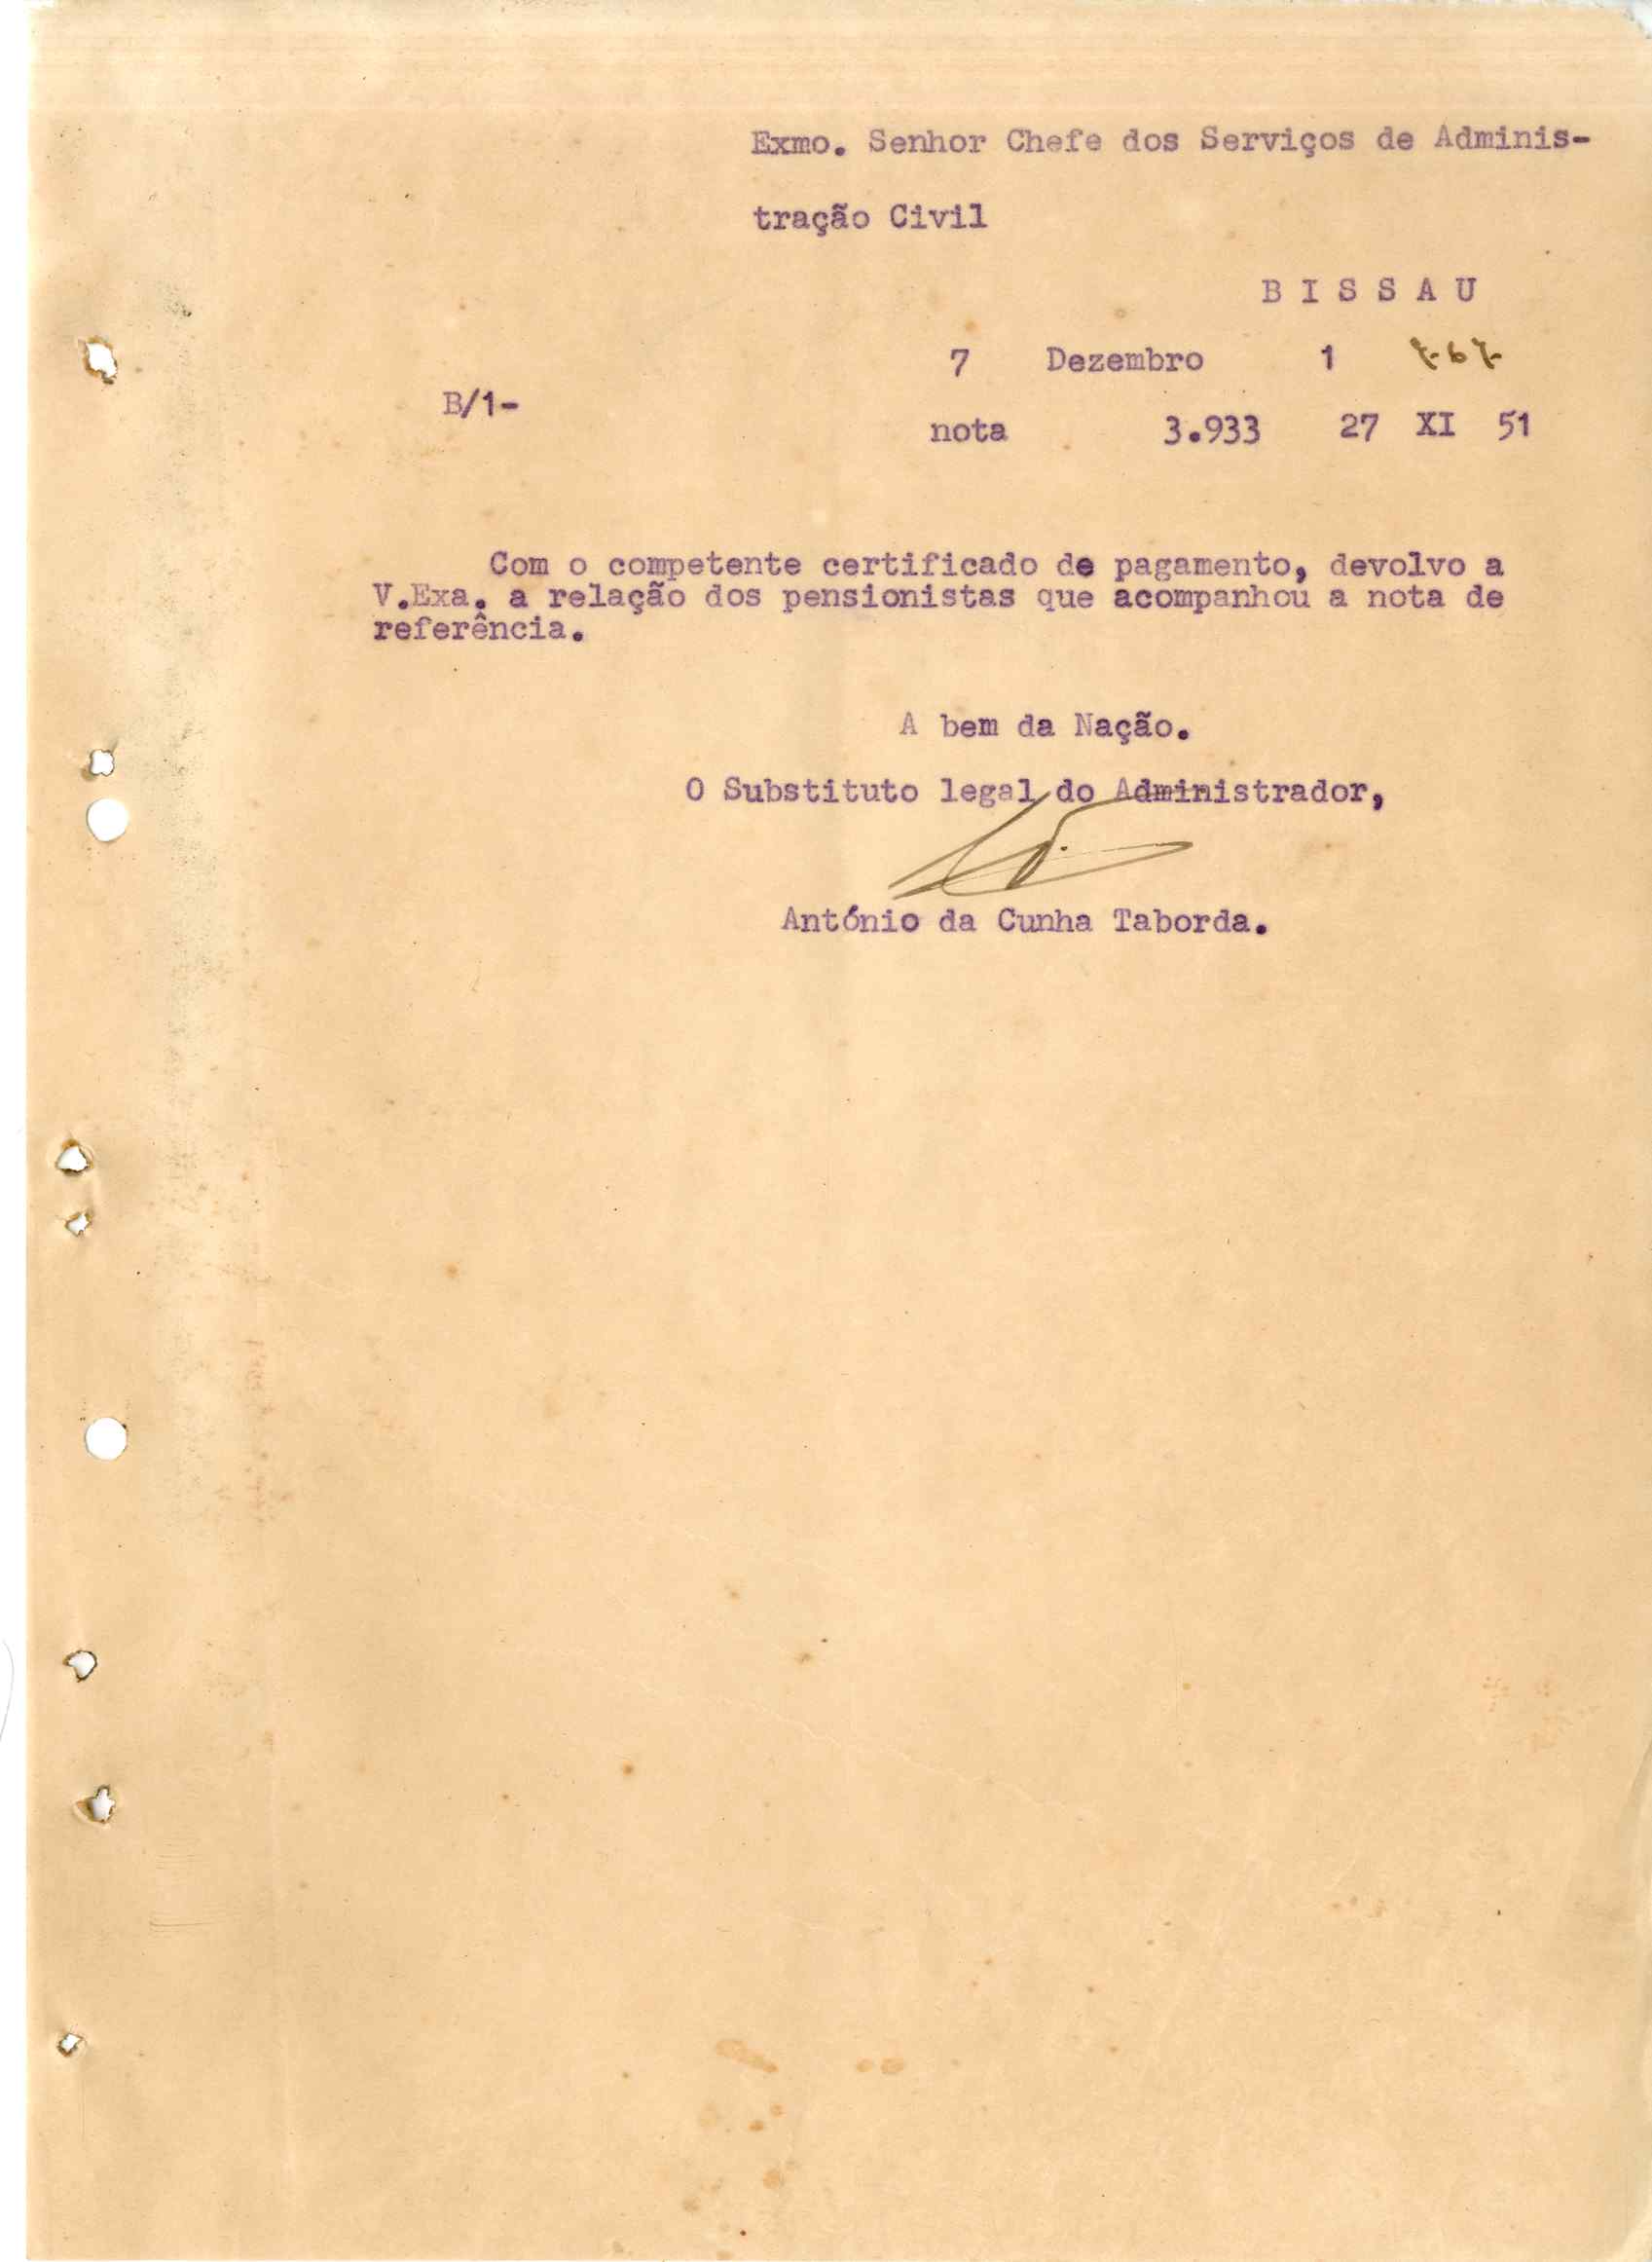 Exmo. Senhor Chefe dos Serviços de Adminis-
tração Civil
B I S S A U
7 Dezembro 1
B/1-
nota 3.933 27 XI 51
Com o competente certificado de pagamento, devolvo a
V.Exa. a relação dos pensionistas que acompanhou a nota de
referência.
A bem da Nação.
O Substituto legal do Administrador,
António da Cunha Taborda.